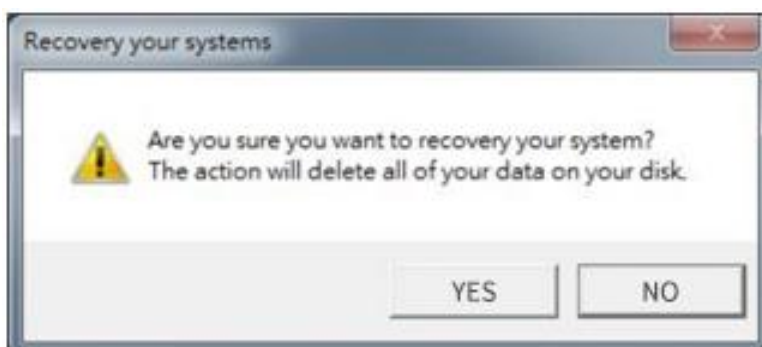 Recovery your systems
Are you sure you want to recovery your system?
The action will delete all of your data on your disk.
YES
NO